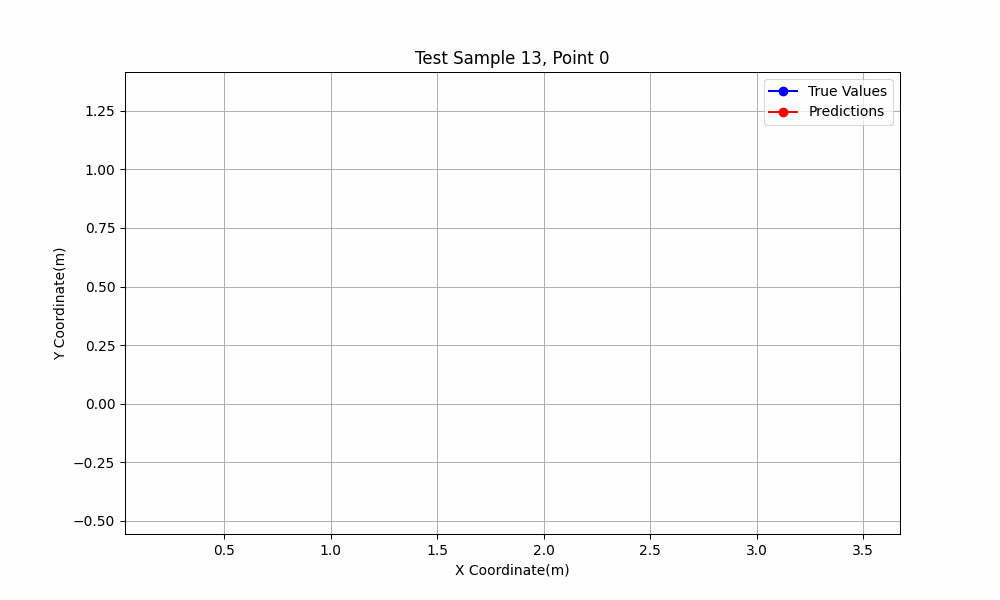 Test Sample 13, Point 0
True Values
Predictions
1.25
1.00
0.75
0.50
0.25
0.00
−0.25
−0.50
Y Coordinate(m)
0.5 1.0 1.5 2.0 2.5 3.0 3.5
X Coordinate(m)